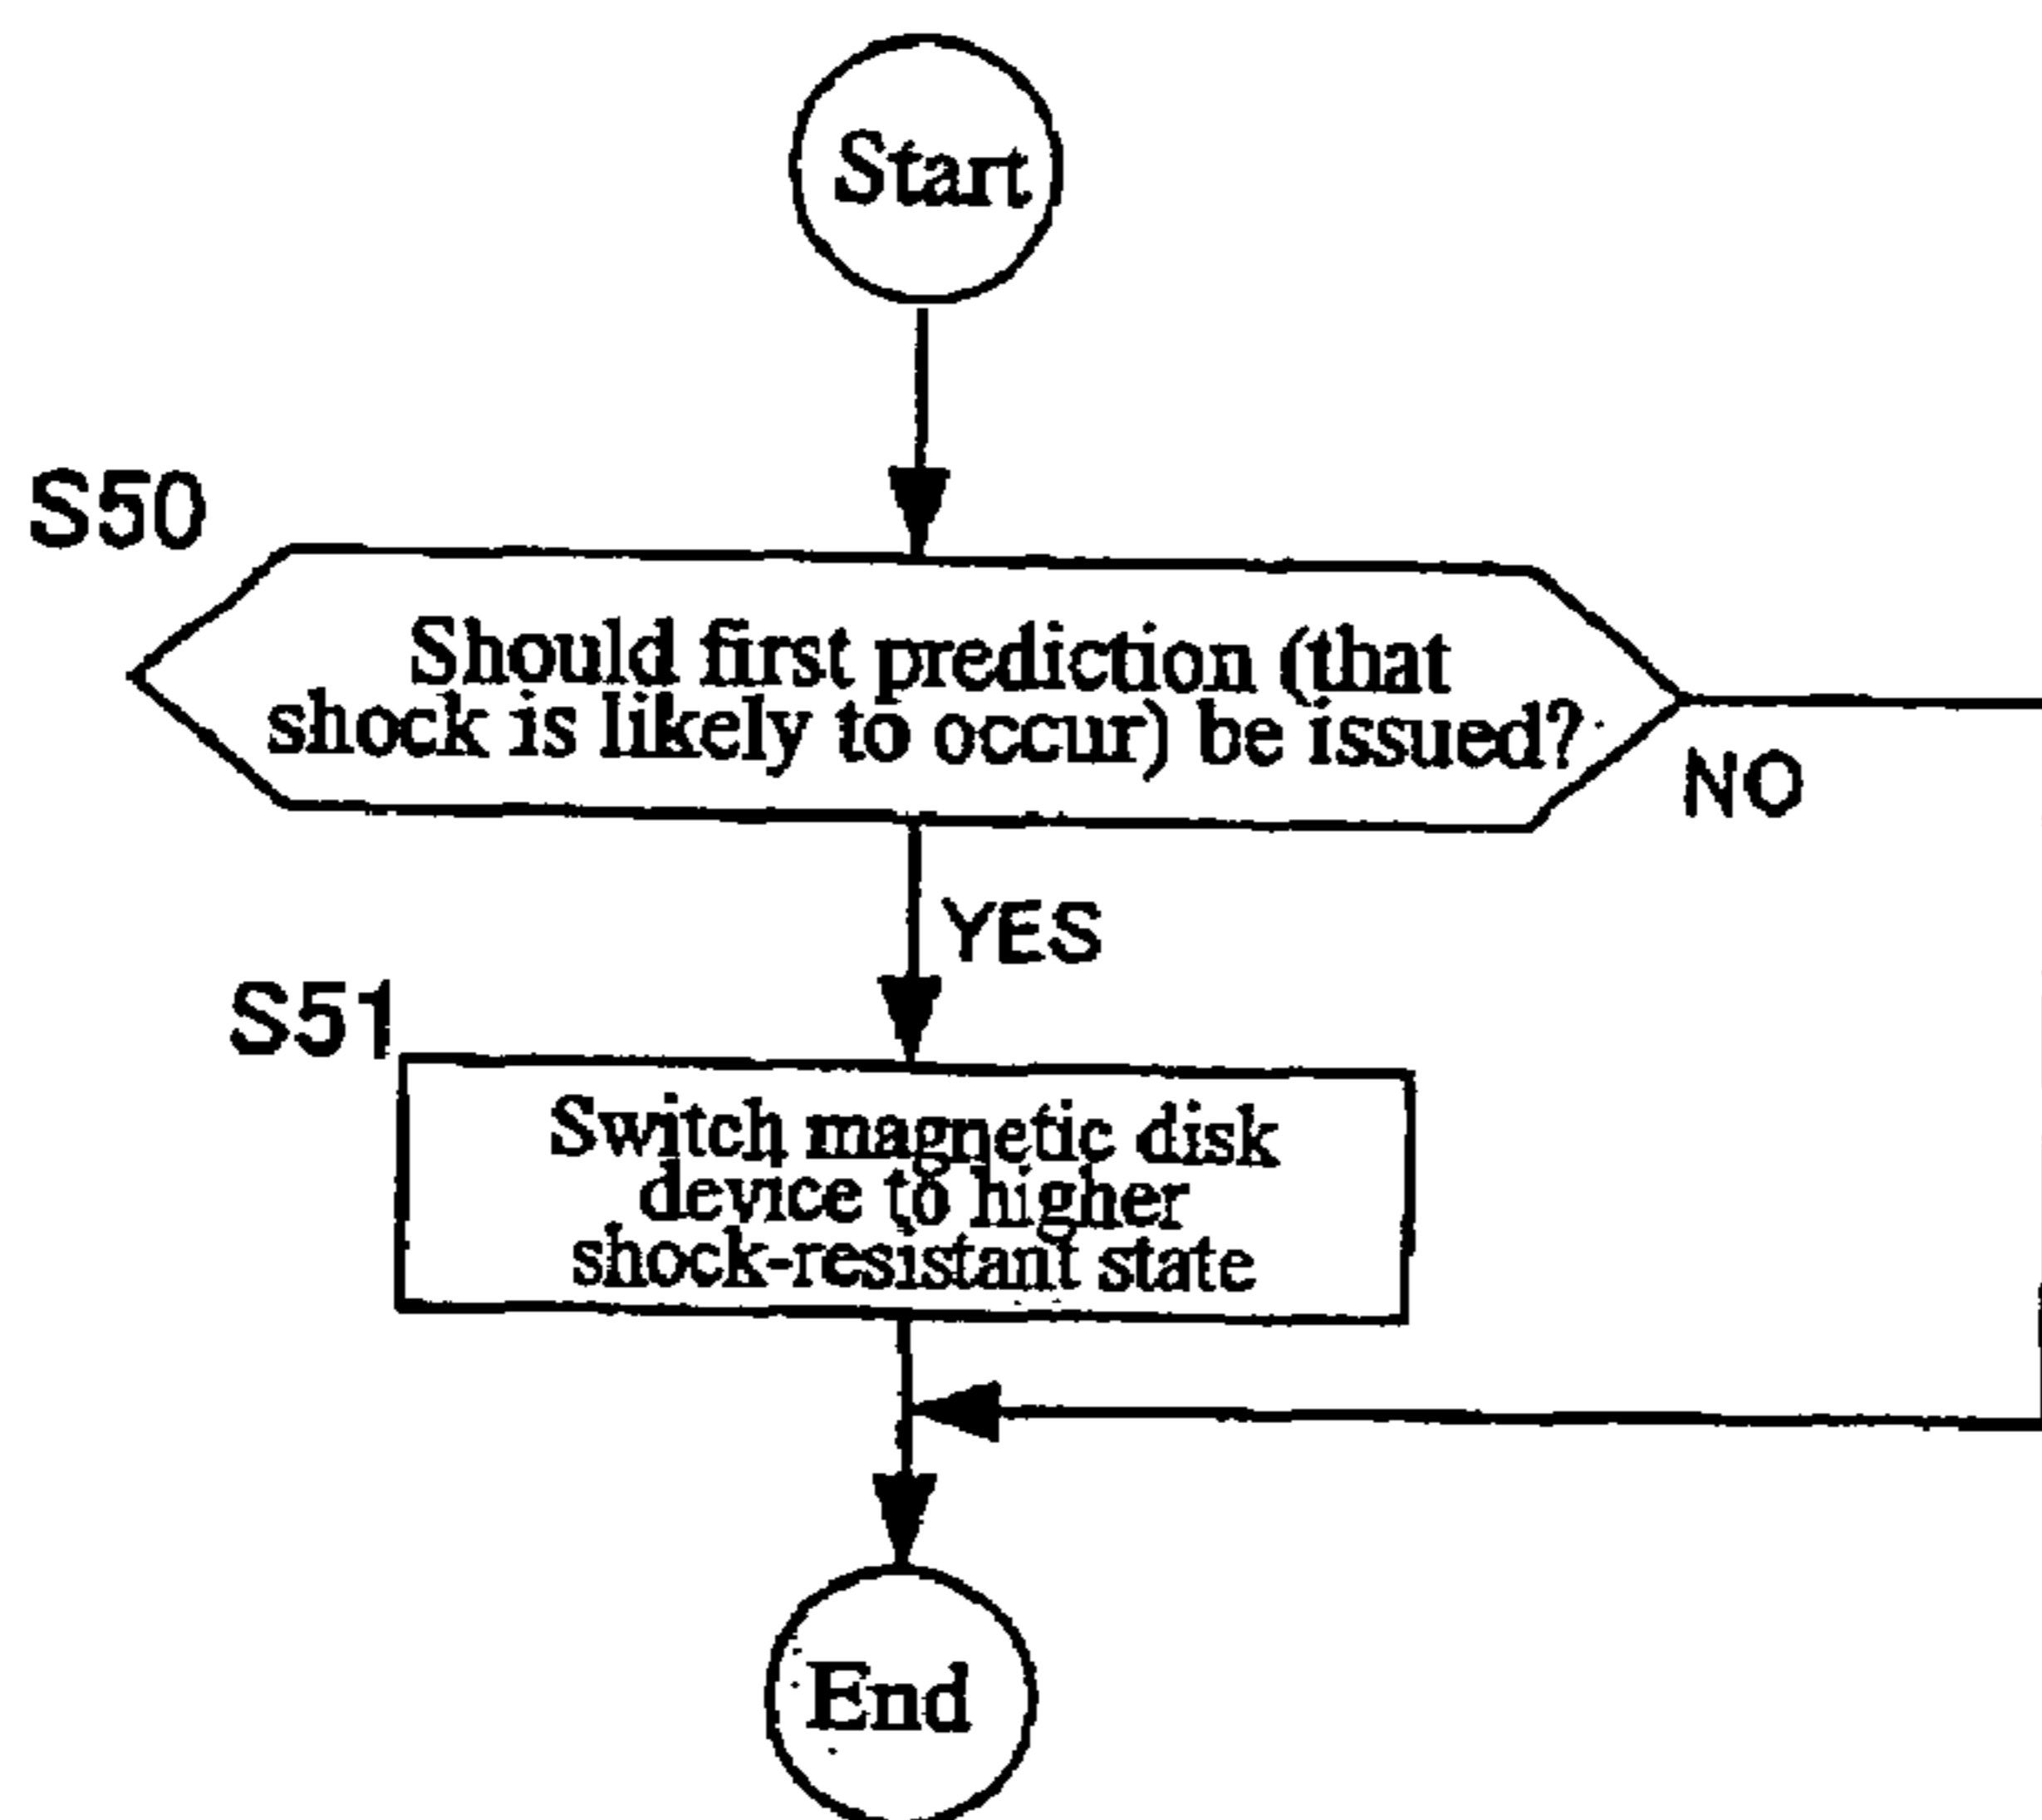 Start
S50
Should first prediction (that
shock is likely to occur) be issued?
NO
YES
S51
Switch magnetic disk
device to higher
shock-resistant state
End